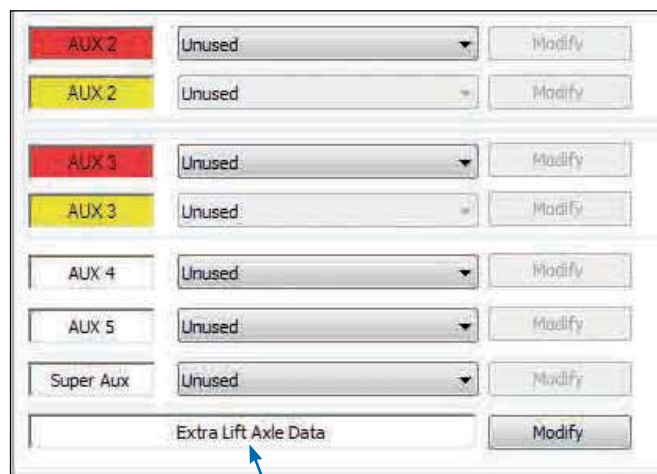 AUX 2 Unused Modify
AUX 2 Unused Modify
AUX 3 Unused Modify
AUX 3 Unused Modify
AUX 4 Unused Modify
AUX 5 Unused Modify
Super Aux Unused Modify
Extra Lift Axle Data Modify